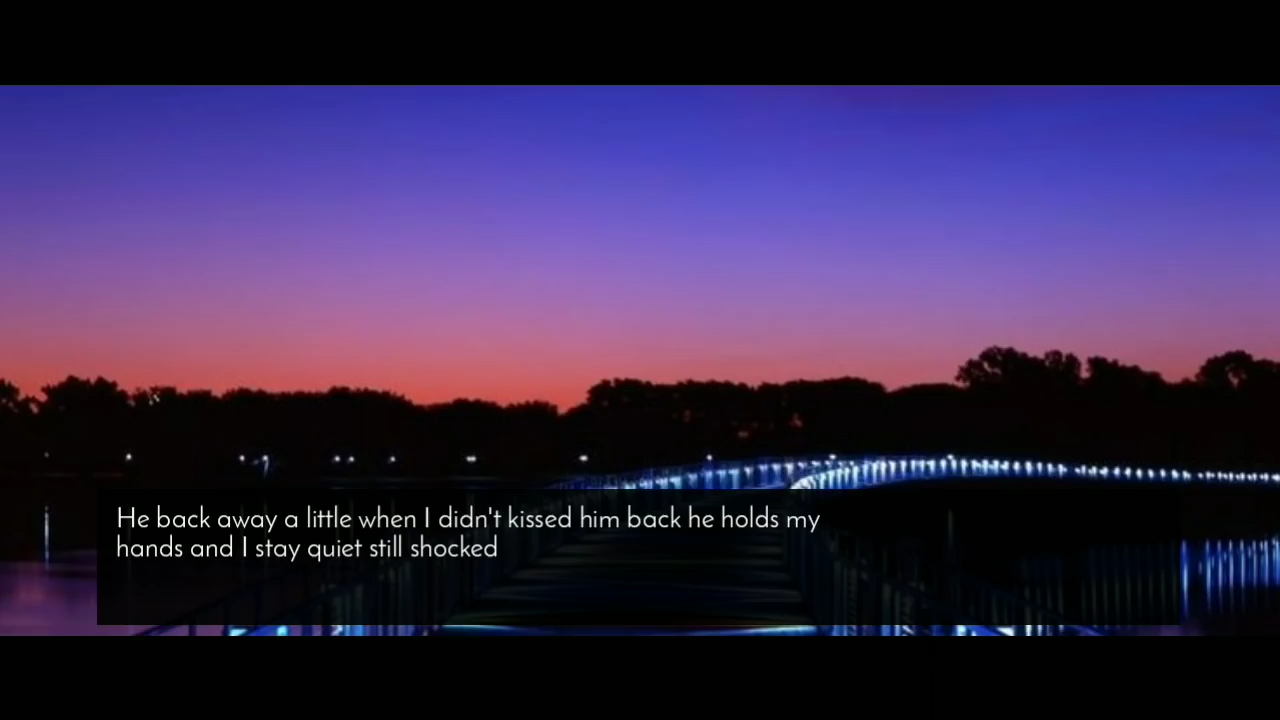 He back away a little when I didn't kissed him back he holds my
hands and I stay quiet still shocked